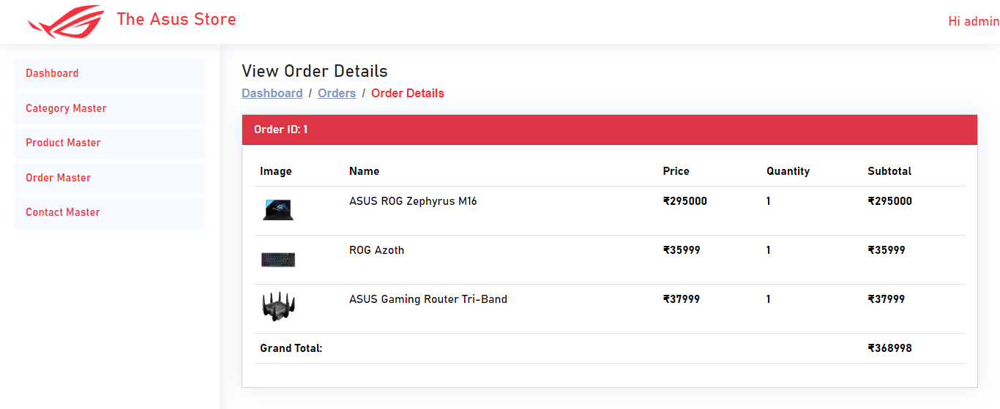 The Asus Store
Hi admin
Dashboard
Category Master
Product Master
Order Master
Contact Master
View Order Details
Dashboard / Orders / Order Details
Order ID: 1
Image Name Price Quantity Subtotal
ASUS ROG Zephyrus M16 ₹295000 1 ₹295000
ROG Azoth ₹35999 1 ₹35999
ASUS Gaming Router Tri-Band ₹37999 1 ₹37999
Grand Total: ₹368998